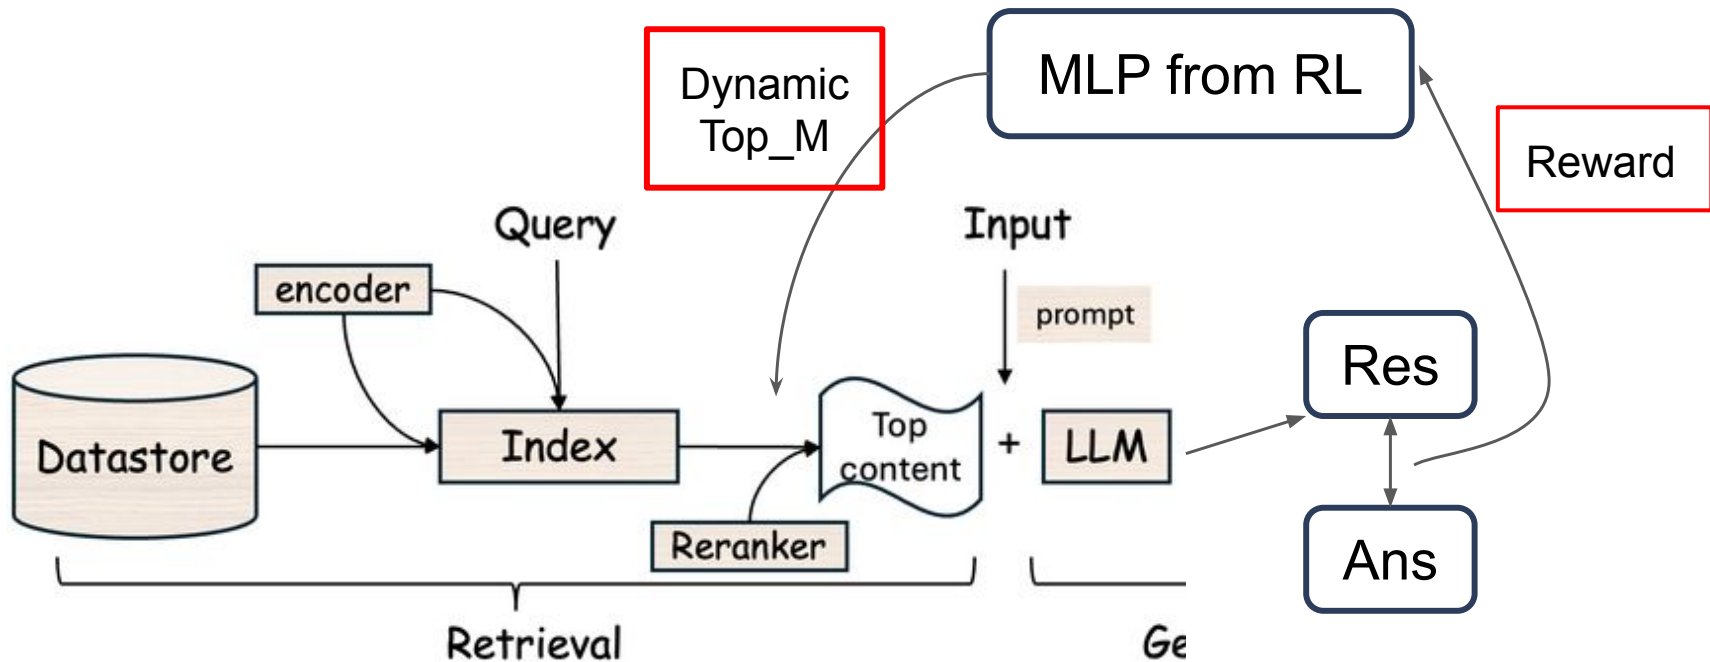 Dynamic
Top_M
MLP from RL
Reward
Query
Input
encoder
prompt
Res
Datastore
Index
Top
content
+
LLM
Reranker
Ans
Retrieval
Ge